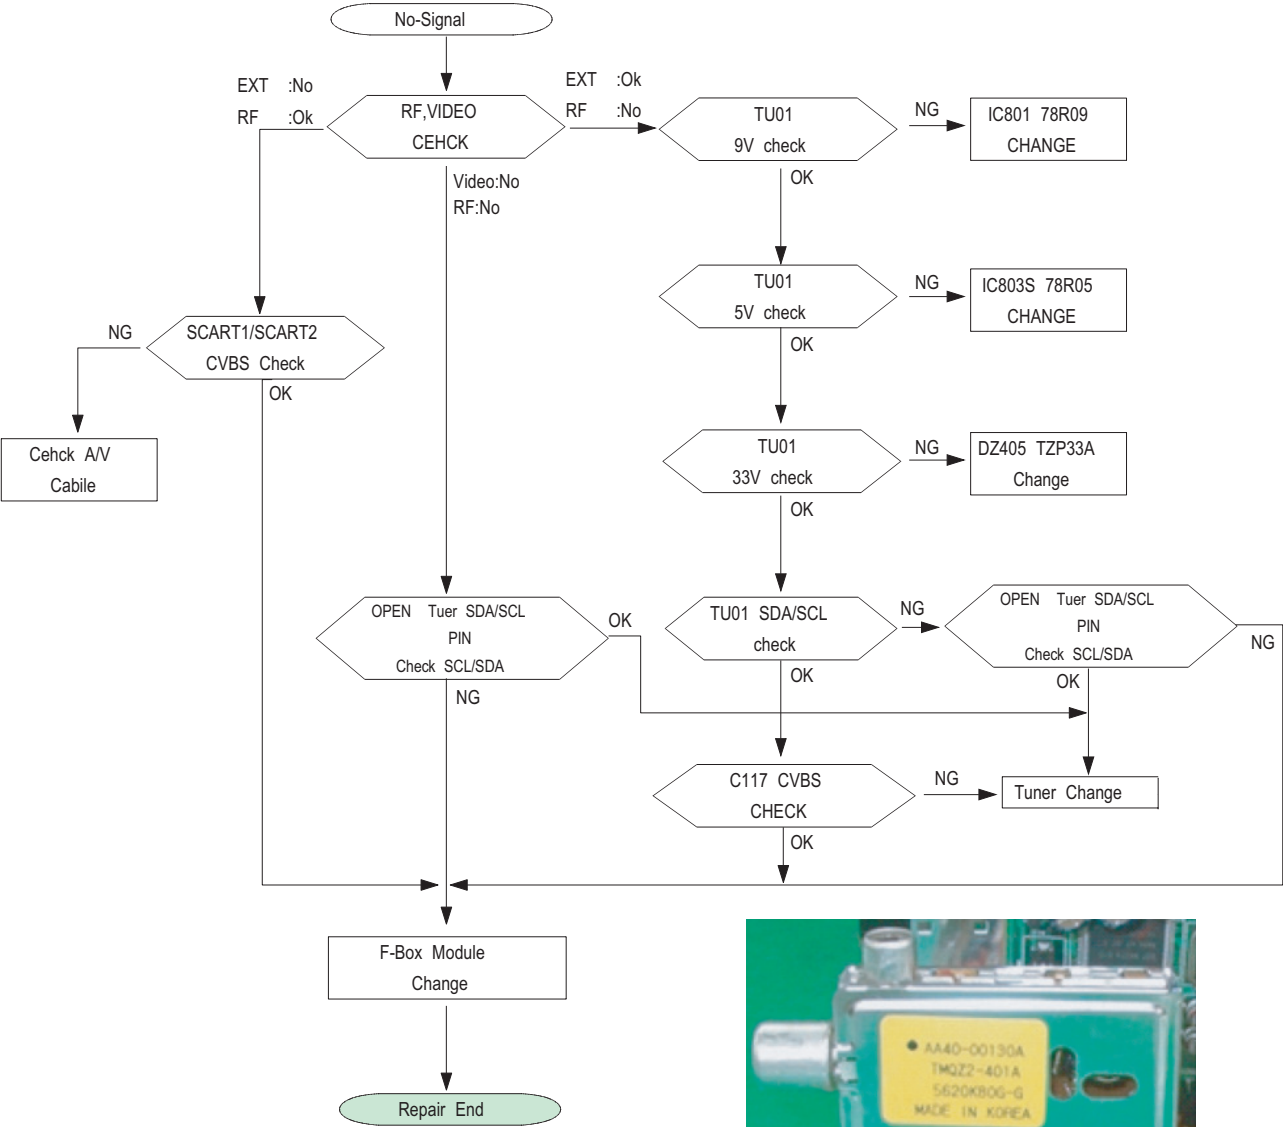 No-Signal
EXT :No
RF :Ok
RF,VIDEO
CEHCK
EXT :Ok
RF :No
TU01
9V check
NG
IC801 78R09
CHANGE
Video:No
RF:No
OK
TU01
5V check
NG
IC803S 78R05
CHANGE
OK
NG
SCART1/SCART2
CVBS Check
OK
Cehck A/V
Cabile
TU01
33V check
NG
DZ405 TZP33A
Change
OK
OPEN Tuer SDA/SCL
PIN
Check SCL/SDA
OK
NG
TU01 SDA/SCL
check
NG
OK
OPEN Tuer SDA/SCL
PIN
Check SCL/SDA
NG
OK
C117 CVBS
CHECK
NG
Tuner Change
OK
F-Box Module
Change
Repair End
AA40-00130A
TMQZ2-401A
5620K80G-G
MADE IN KOREA